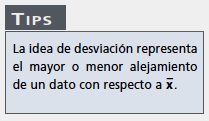 TIPS
La idea de desviación representa
el mayor o menor alejamiento
de un dato con respecto a x̄.